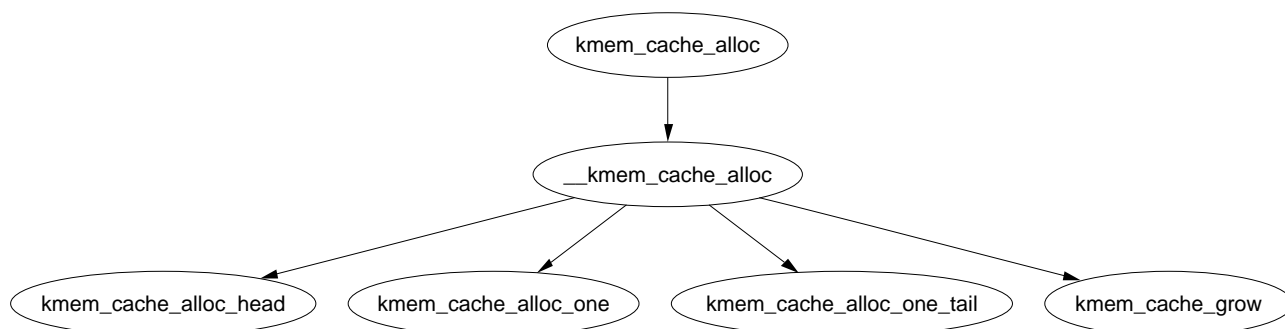 kmem_cache_alloc
__kmem_cache_alloc
kmem_cache_alloc_head
kmem_cache_alloc_one
kmem_cache_alloc_one_tail
kmem_cache_grow